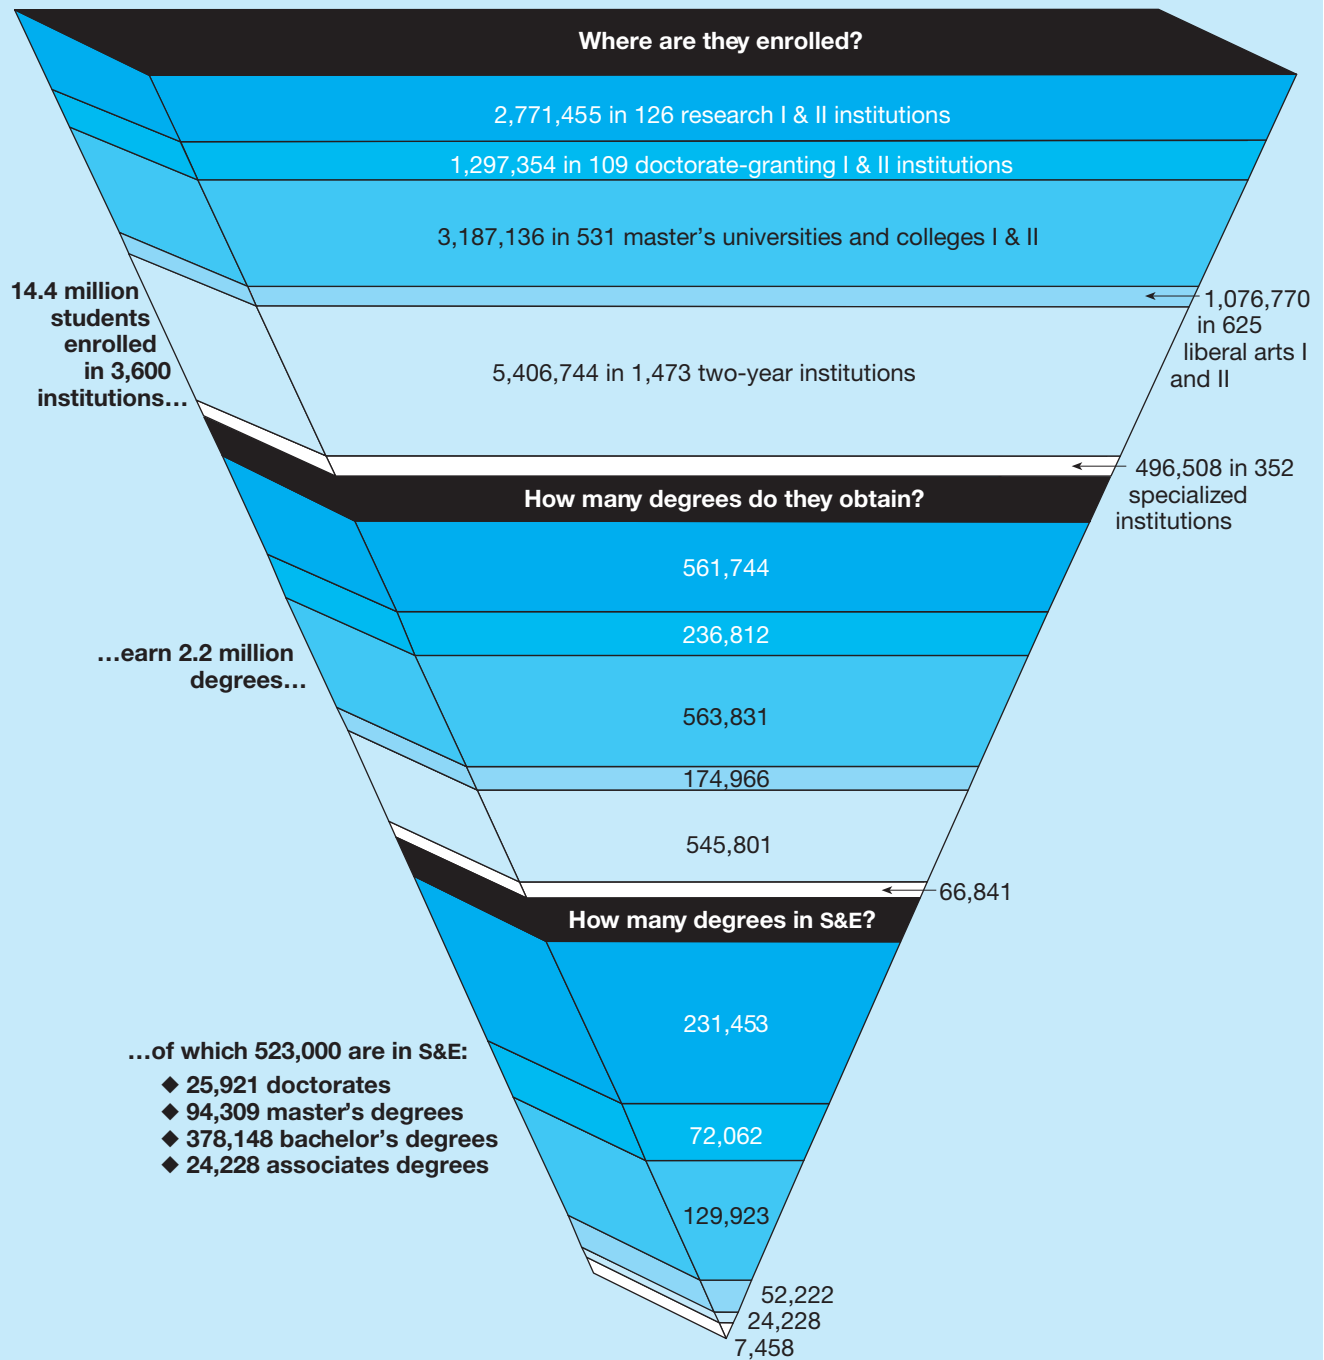 Where are they enrolled?
2,771,455 in 126 research I & II institutions
1,297,354 in 109 doctorate-granting I & II institutions
3,187,136 in 531 master’s universities and colleges I & II
14.4 million
students
enrolled
in 3,600
institutions…
1,076,770
in 625
liberal arts I
and II
5,406,744 in 1,473 two-year institutions
496,508 in 352
specialized
institutions
How many degrees do they obtain?
561,744
236,812
…earn 2.2 million
degrees…
563,831
174,966
545,801
66,841
How many degrees in S&E?
231,453
…of which 523,000 are in S&E:
◆ 25,921 doctorates
◆ 94,309 master’s degrees
◆ 378,148 bachelor’s degrees
◆ 24,228 associates degrees
72,062
129,923
52,222
24,228
7,458